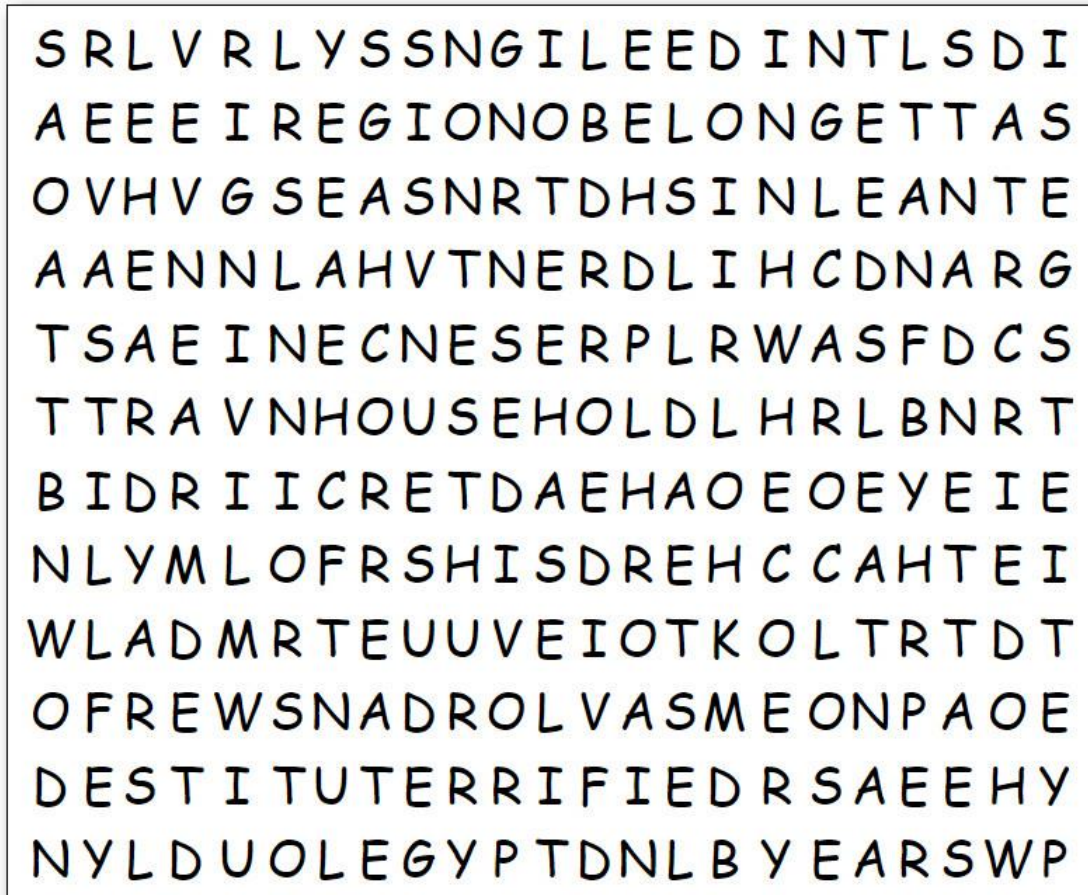 SRLVRLYSSNGILEEDINTLSDI
AEEEIREGIONOBELONGETTAS
OVHVGSEASNRTDHSINLEANTE
AAENNLAHVTNERDLIHCDNARG
TSAEINECNESERPLRWASFDCS
TTRAVNHOUSEHOLDLHRLBNRT
BIDRIICRETDAEHAOEOEYEIE
NLYMLOFRSHISDREHCCAHTEI
WLADMRTEUUVEIOTKOLTRTDT
OFREWSNADROLVASMEONPAOE
DESTITUTERRIFIEDRSAEEHY
NYLDUOLEGYPTDNLBYEARSWP